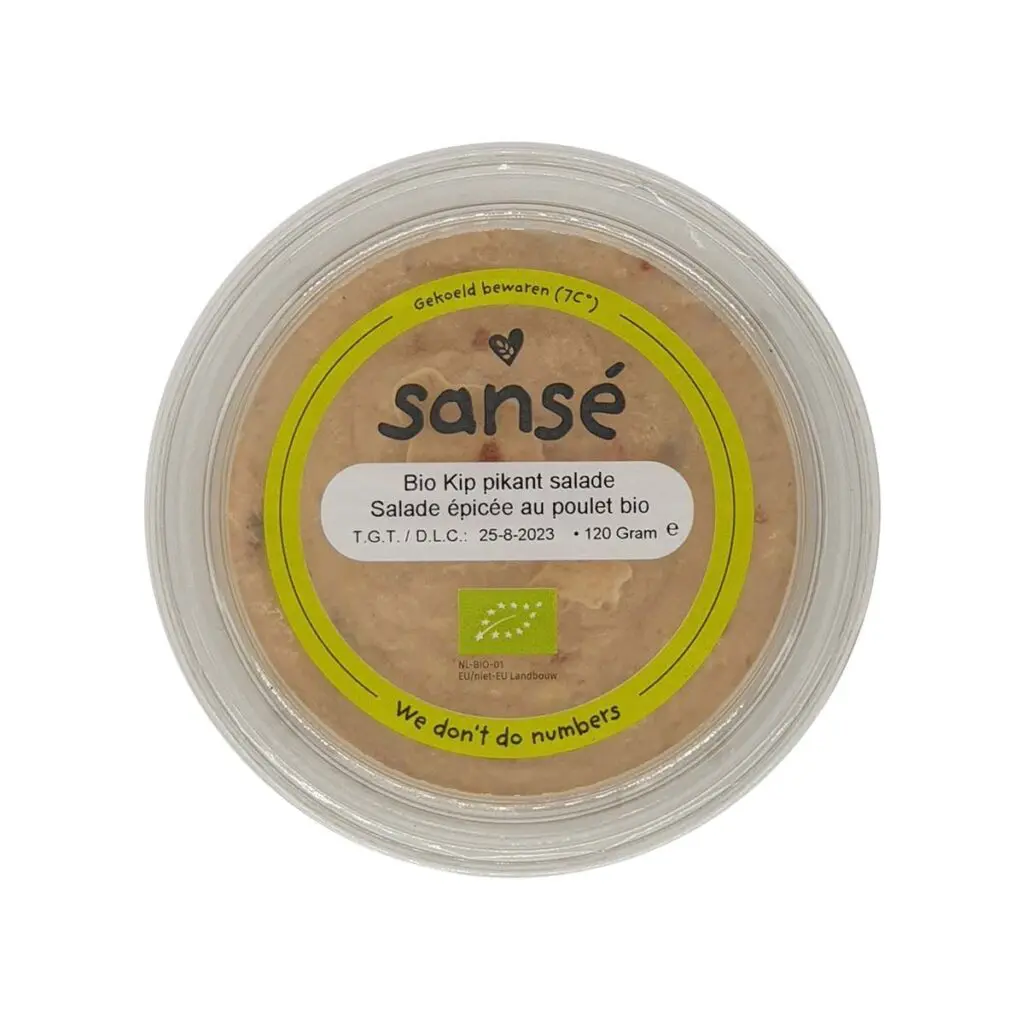 Gekoeld bewaren (7C°)
sansé
Bio Kip pikant salade
Salade épicée au poulet bio
T.G.T. / D.L.C.: 25-8-2023 • 120 Gram e
NL-BIO-01
EU/niet-EU Landbouw
We don't do numbers